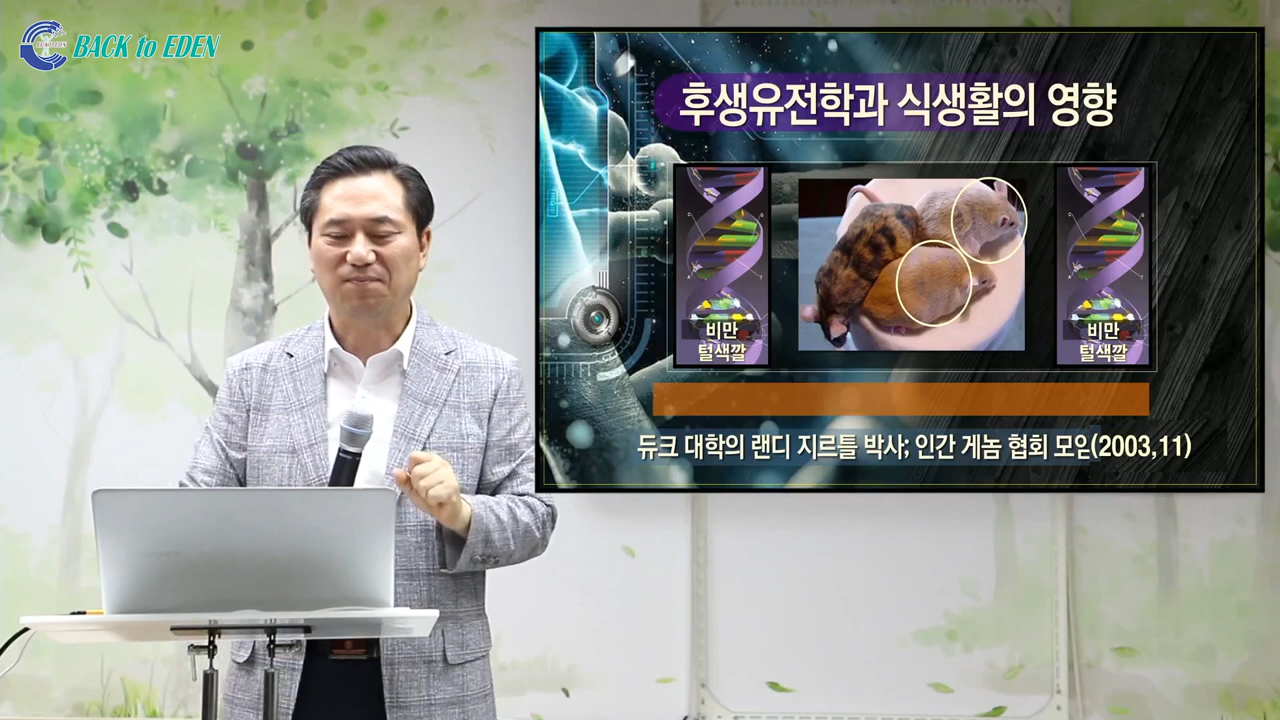 BACK to EDEN
후생유전학과 식생활의 영향
비만
털색깔
비만
털색깔
듀크 대학의 랜디 지르틀 박사; 인간 게놈 협회 모임(2003,11)